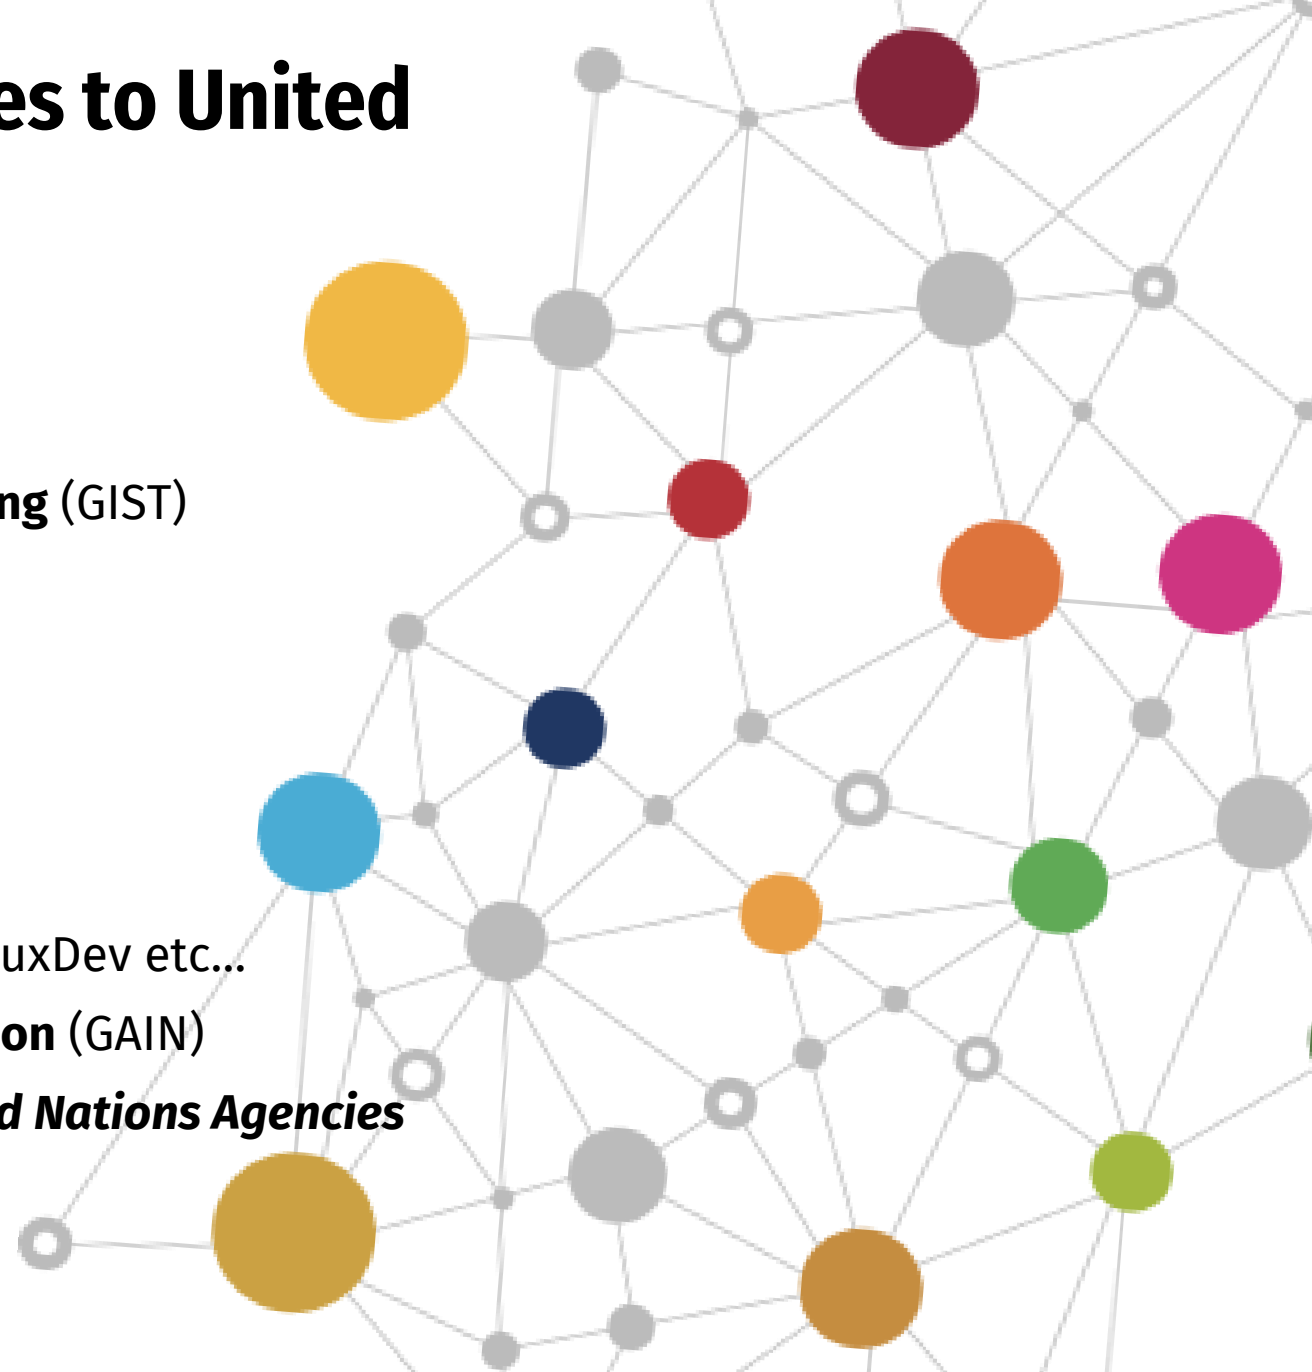 es to United
ng (GIST)
uxDev etc...
on (GAIN)
d Nations Agencies